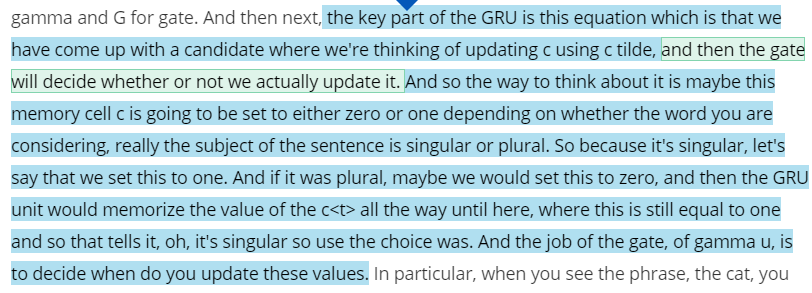 gamma and G for gate. And then next, the key part of the GRU is this equation which is that we
have come up with a candidate where we're thinking of updating c using c tilde, and then the gate
will decide whether or not we actually update it. And so the way to think about it is maybe this
memory cell c is going to be set to either zero or one depending on whether the word you are
considering, really the subject of the sentence is singular or plural. So because it's singular, let's
say that we set this to one. And if it was plural, maybe we would set this to zero, and then the GRU
unit would memorize the value of the c<t> all the way until here, where this is still equal to one
and so that tells it, oh, it's singular so use the choice was. And the job of the gate, of gamma u, is
to decide when do you update these values. In particular, when you see the phrase, the cat, you